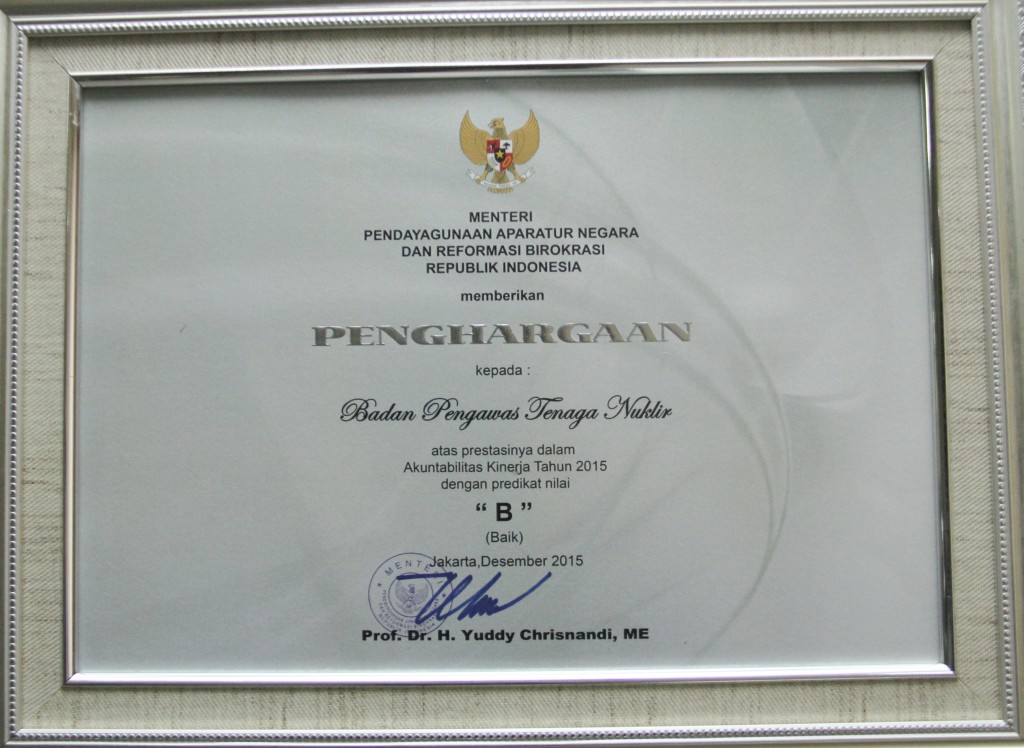 MENTERI
PENDAYAGUNAAN APARATUR NEGARA
DAN REFORMASI BIROKRASI
REPUBLIK INDONESIA
memberikan
PENGHARGAAN
kepada :
Badan Pengawas Tenaga Nuklir
atas prestasinya dalam
Akuntabilitas Kinerja Tahun 2015
dengan predikat nilai
“ B ”
(Baik)
Jakarta,Desember 2015
MENTERI
Prof. Dr. H. Yuddy Chrisnandi, ME